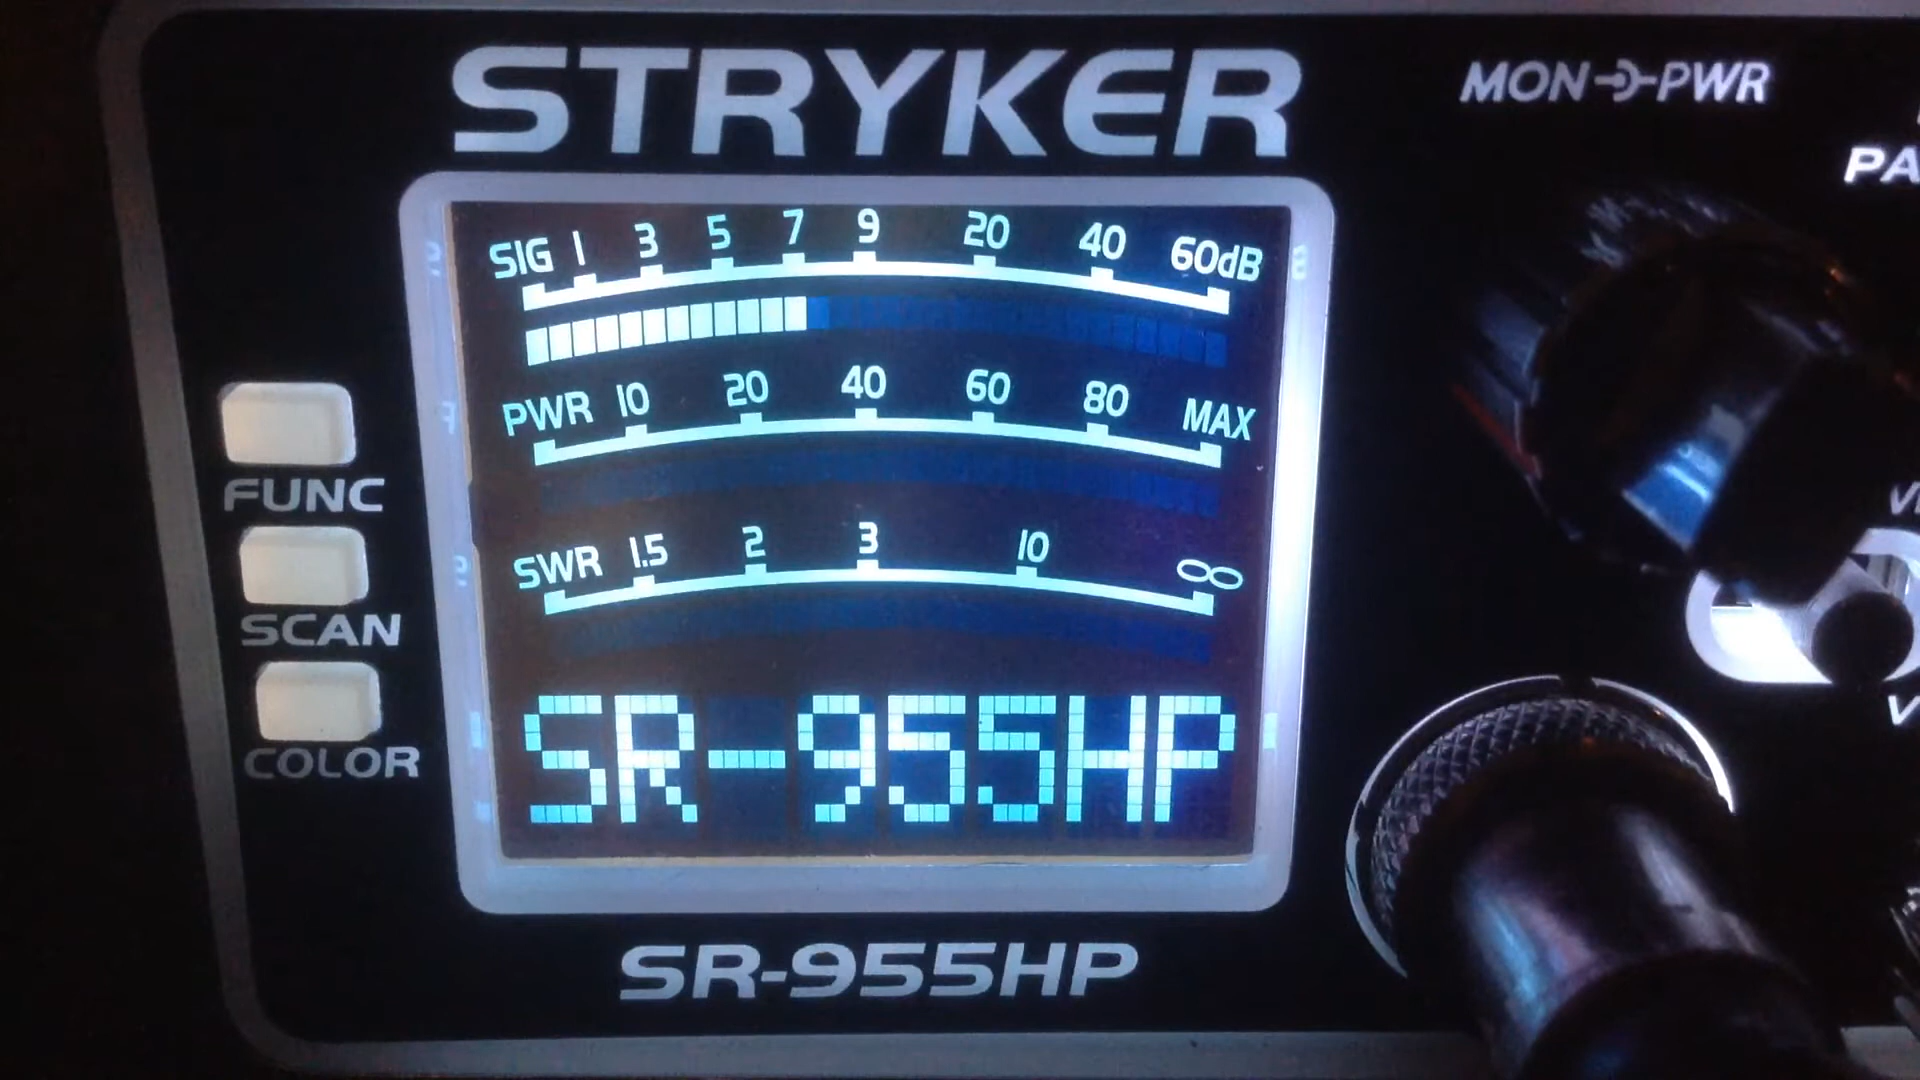 STRYKER
MON PWR
PA
SIG 1 3 5 7 9 20 40 60dB
PWR 10 20 40 60 80 MAX
FUNC
SWR 1.5 2 3 10 ∞
SCAN
SR-955HP
COLOR
SR-955HP